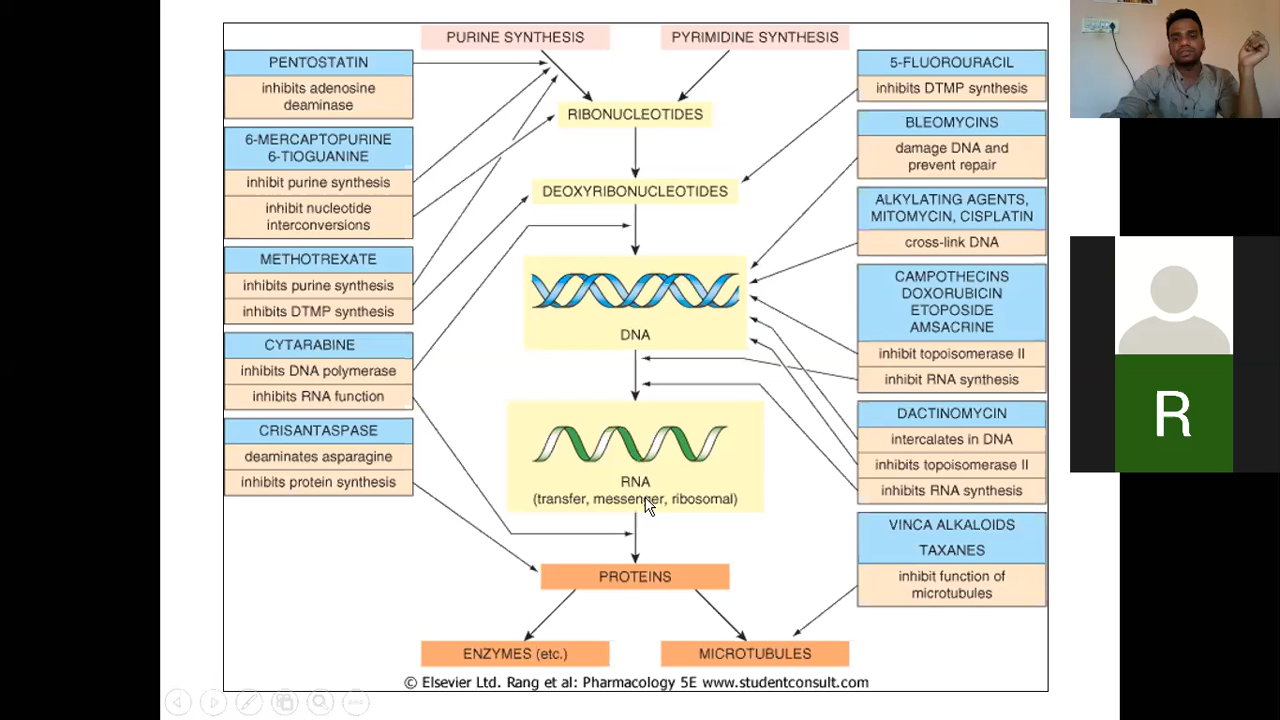 PURINE SYNTHESIS
PYRIMIDINE SYNTHESIS
PENTOSTATIN
inhibits adenosine
deaminase
6-MERCAPTOPURINE
6-TIOGUANINE
inhibit purine synthesis
inhibit nucleotide
interconversions
METHOTREXATE
inhibits purine synthesis
inhibits DTMP synthesis
CYTARABINE
inhibits DNA polymerase
inhibits RNA function
CRISANTASPASE
deaminates asparagine
inhibits protein synthesis
RIBONUCLEOTIDES
DEOXYRIBONUCLEOTIDES
DNA
RNA
(transfer, messenger, ribosomal)
PROTEINS
ENZYMES (etc.)
MICROTUBULES
5-FLUOROURACIL
inhibits DTMP synthesis
BLEOMYCINS
damage DNA and
prevent repair
ALKYLATING AGENTS,
MITOMYCIN, CISPLATIN
cross-link DNA
CAMPOTHECINS
DOXORUBICIN
ETOPOSIDE
AMSACRINE
inhibit topoisomerase II
inhibit RNA synthesis
DACTINOMYCIN
intercalates in DNA
inhibits topoisomerase II
inhibits RNA synthesis
VINCA ALKALOIDS
TAXANES
inhibit function of
microtubules
© Elsevier Ltd. Rang et al: Pharmacology 5E www.studentconsult.com
R